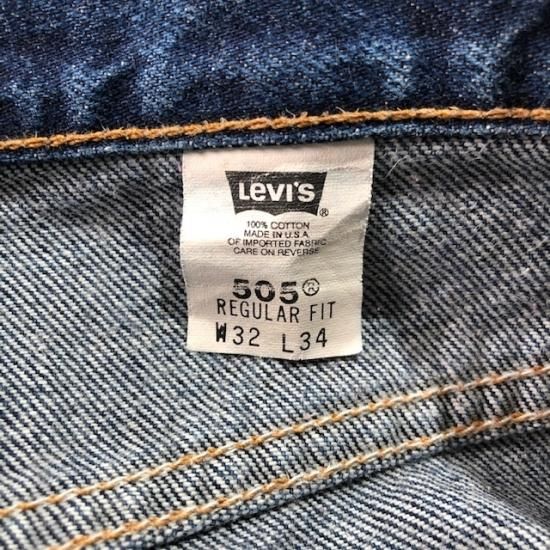 LEVI'S ®
100% COTTON
MADE IN U.S.A
OF IMPORTED FABRIC
CARE ON REVERSE
505®
REGULAR FIT
W32 L34